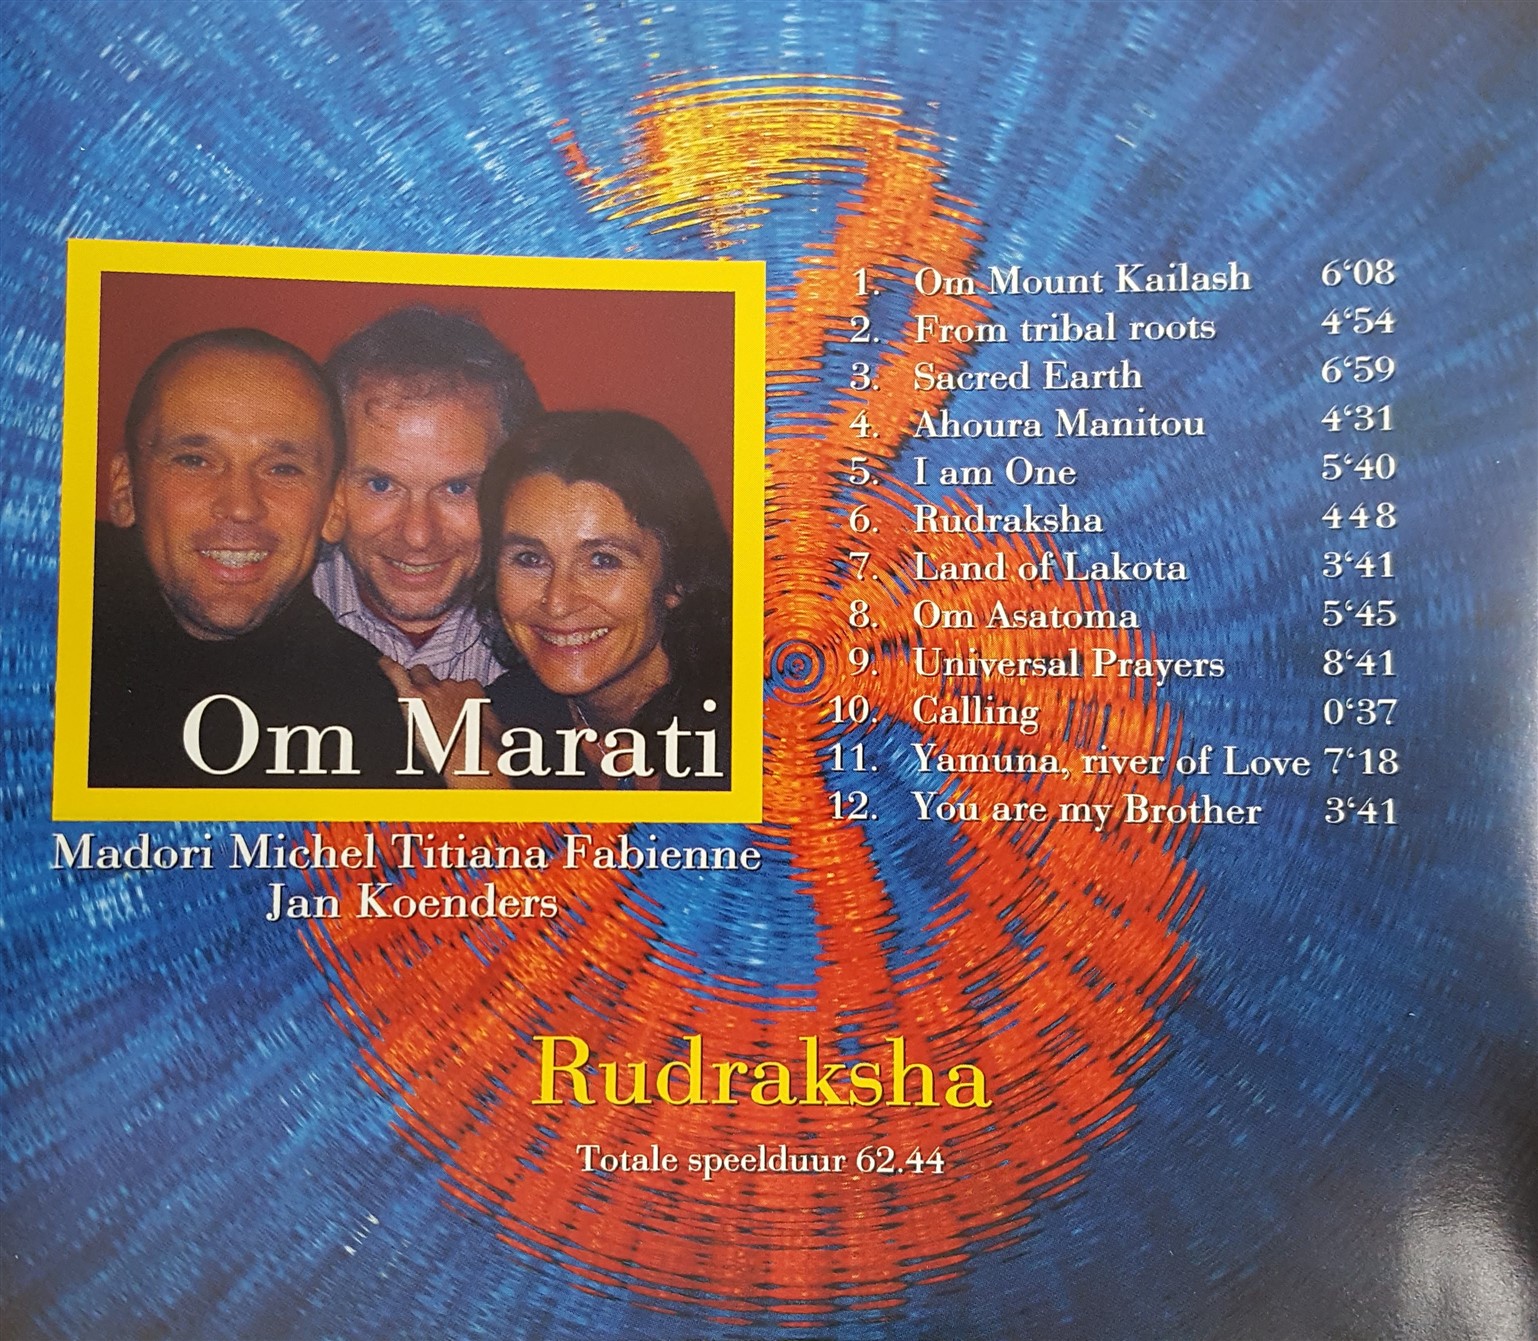 Om Marati
Madori Michel Titiana Fabienne
Jan Koenders
1. Om Mount Kailash 6‘08
2. From tribal roots 4‘54
3. Sacred Earth 6‘59
4. Ahoura Manitou 4‘31
5. I am One 5‘40
6. Rudraksha 448
7. Land of Lakota 3‘41
8. Om Asatoma 5‘45
9. Universal Prayers 8‘41
10. Calling 0‘37
11. Yamuna, river of Love 7‘18
12. You are my Brother 3‘41
Rudraksha
Totale speelduur 62.44